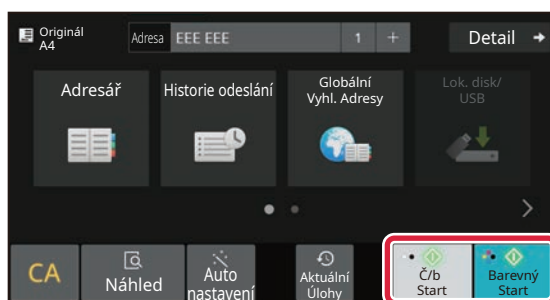 Originál
A4
Adresa EEE EEE 1 +
Detail
Adresář
Historie odeslání
Globální
Vyhl. Adresy
Lok. disk/
USB
CA
Náhled
Auto
nastavení
Aktuální
Úlohy
Č/b
Start
Barevný
Start